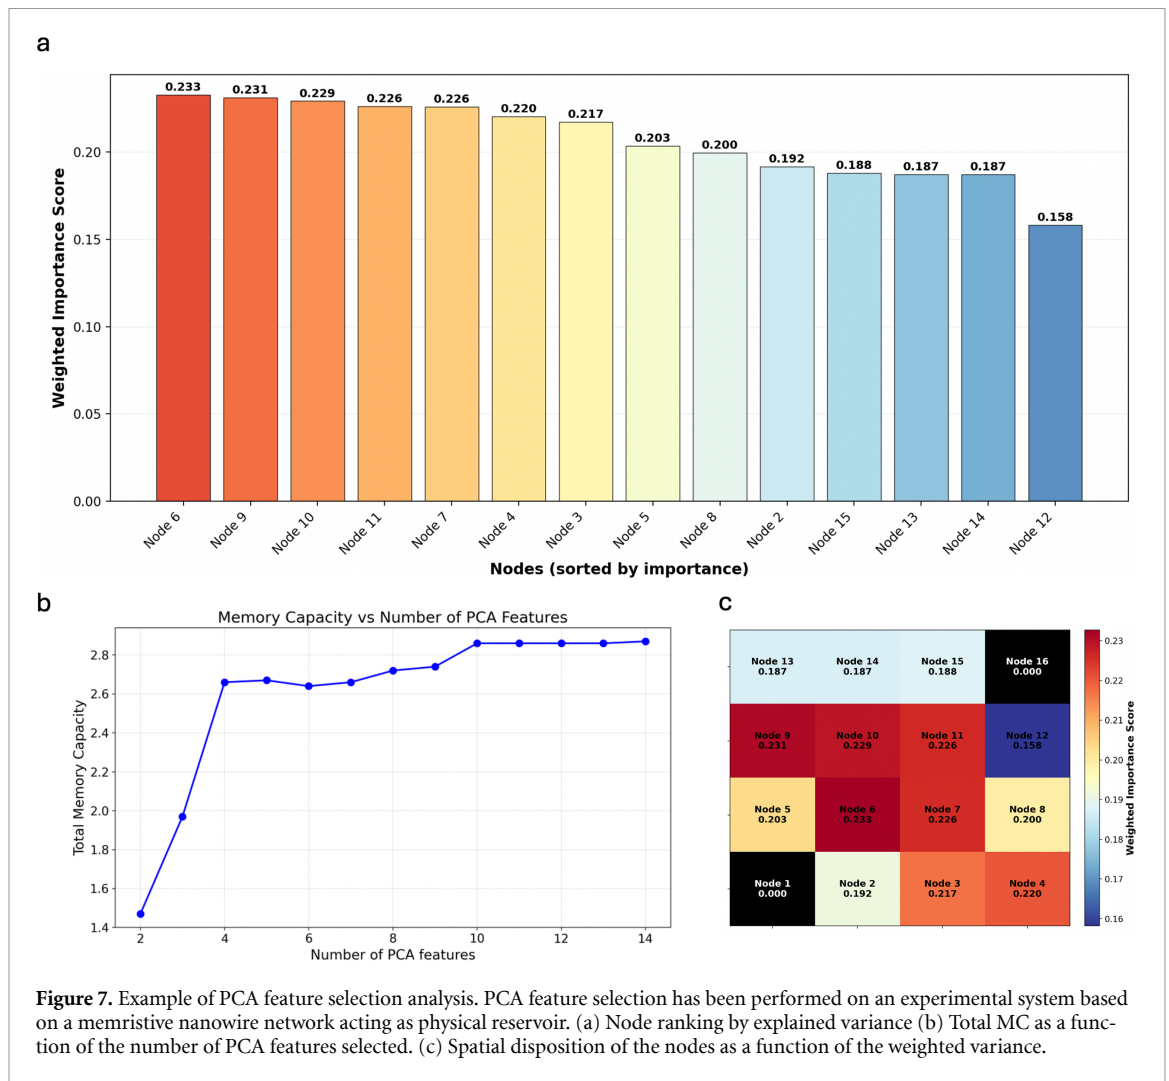 a
0.233
0.231
0.229
0.226
0.226
0.220
0.217
0.203
0.200
0.192
0.188
0.187
0.187
0.158
Weighted Importance Score
0.20
0.15
0.10
0.05
0.00
Node 6
Node 9
Node 10
Node 11
Node 7
Node 4
Node 3
Node 5
Node 8
Node 2
Node 15
Node 13
Node 14
Node 12
Nodes (sorted by importance)
b
Memory Capacity vs Number of PCA Features
Total Memory Capacity
2.8
2.6
2.4
2.2
2.0
1.8
1.6
1.4
2
4
6
8
10
12
14
Number of PCA features
c
Node 13
0.187
Node 14
0.187
Node 15
0.188
Node 16
0.000
Node 9
0.231
Node 10
0.229
Node 11
0.226
Node 12
0.158
Node 5
0.203
Node 6
0.233
Node 7
0.226
Node 8
0.200
Node 1
0.000
Node 2
0.192
Node 3
0.217
Node 4
0.220
0.23
0.22
0.21
0.20
0.19
0.18
0.17
0.16
Weighted Importance Score
Figure 7. Example of PCA feature selection analysis. PCA feature selection has been performed on an experimental system based
on a memristive nanowire network acting as physical reservoir. (a) Node ranking by explained variance (b) Total MC as a func-
tion of the number of PCA features selected. (c) Spatial disposition of the nodes as a function of the weighted variance.